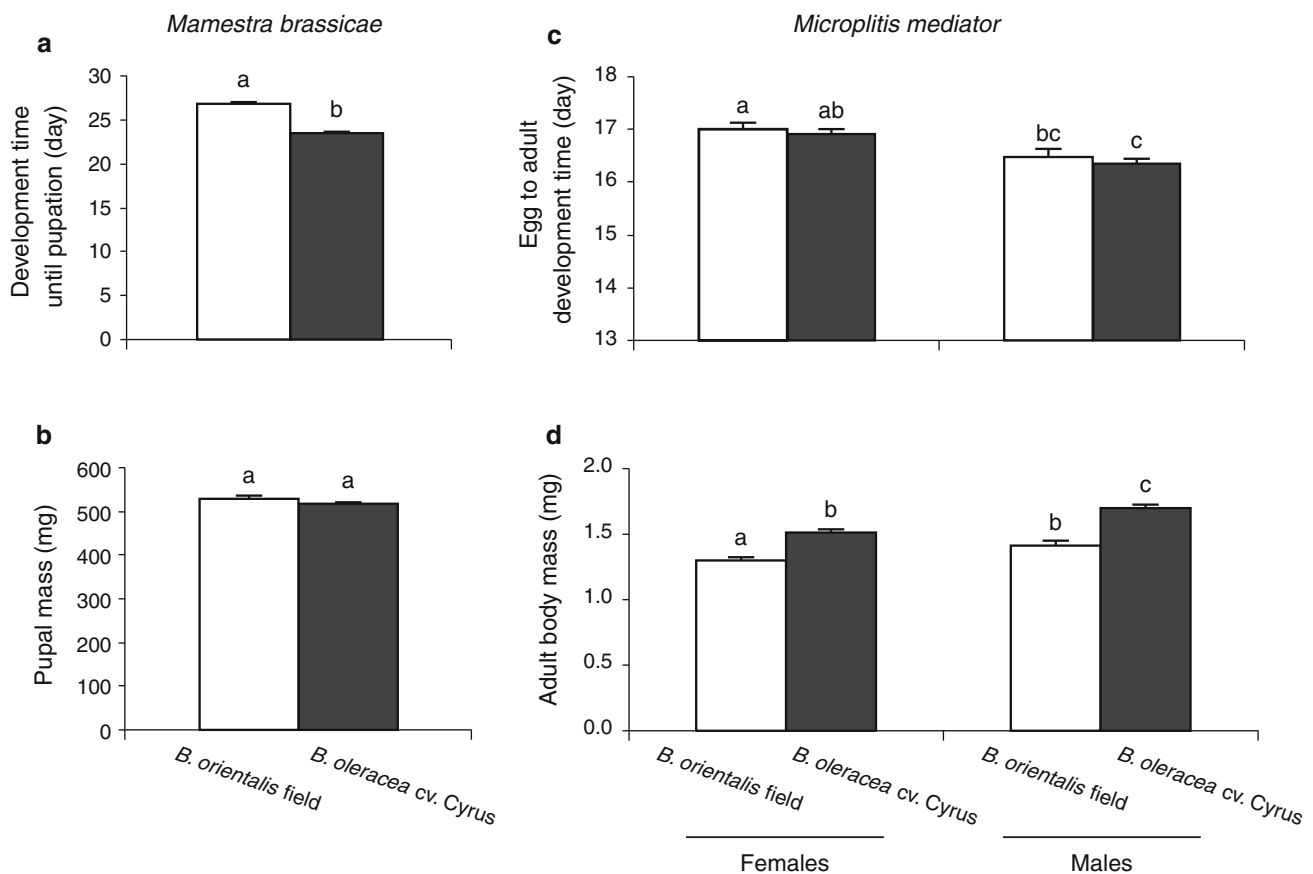 Mamestra brassicae
a
Development time
until pupation (day)
30
25
20
15
10
5
0
a
b
Microplitis mediator
c
Egg to adult
development time (day)
18
17
16
15
14
13
a
ab
bc
c
b
Pupal mass (mg)
600
500
400
300
200
100
0
a
a
B. orientalis field
B. oleracea cv. Cyrus
d
Adult body mass (mg)
2.0
1.5
1.0
0.5
0.0
a
b
b
c
B. orientalis field
B. oleracea cv. Cyrus
B. orientalis field
B. oleracea cv. Cyrus
Females
Males